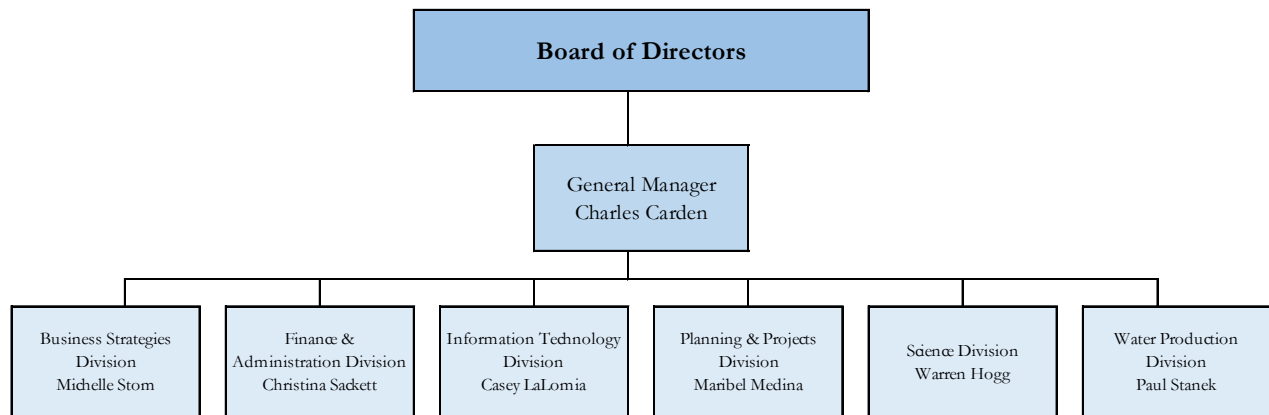 Board of Directors
General Manager
Charles Carden
Business Strategies
Division
Michelle Stom
Finance &
Administration Division
Christina Sackett
Information Technology
Division
Casey LaLomia
Planning & Projects
Division
Maribel Medina
Science Division
Warren Hogg
Water Production
Division
Paul Stanek